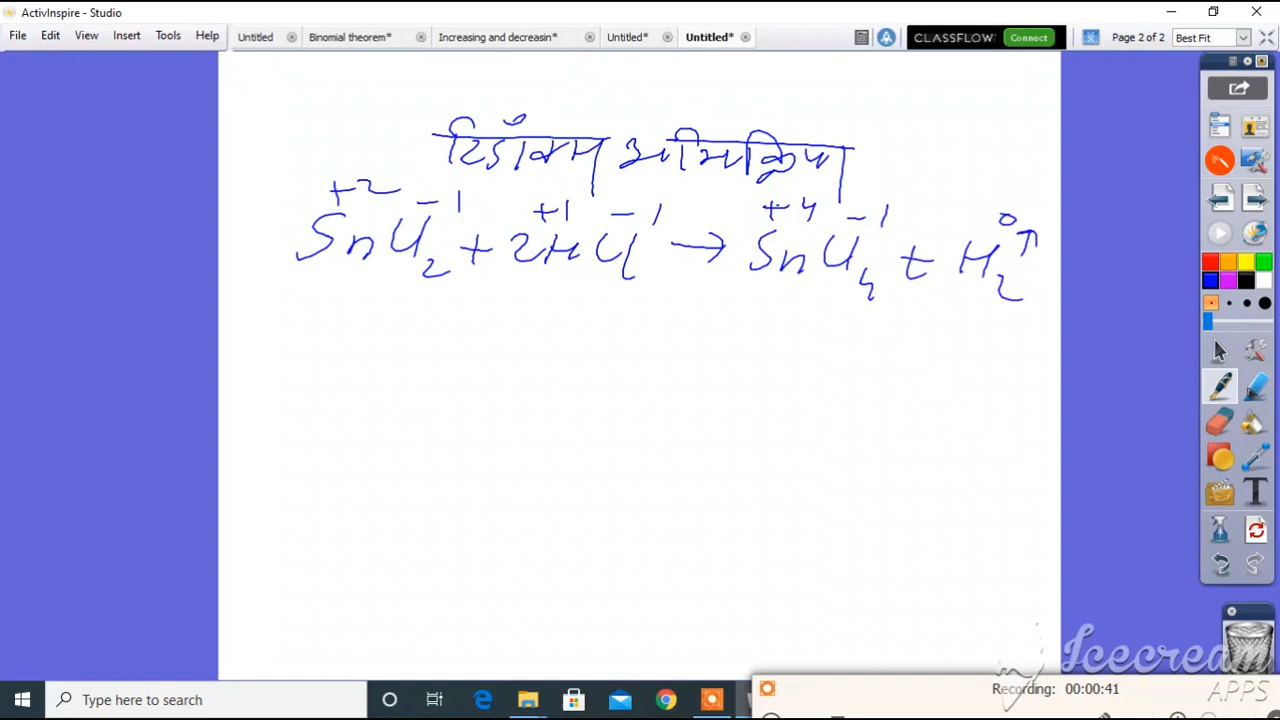 ActivInspire - Studio
File Edit View Insert Tools Help Untitled Binomial theorem* Increasing and decreasin* Untitled* Untitled* CLASSFLOW Connect Page 2 of 2 Best Fit
रिडॉक्स अभिक्रिया
+2 -1 +1 -1 +4 -1 0
SnCl2 + 2HCl → SnCl4 + H2↑
Icecream
APPS
Recording: 00:00:41
Type here to search